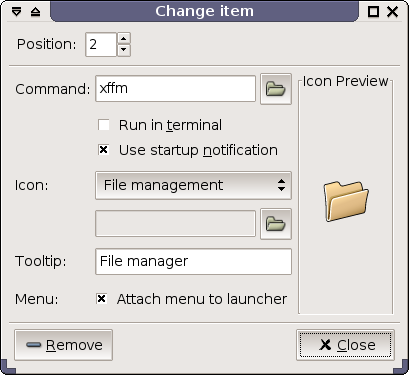 Change item
Position: 2
Command: xffm
Icon Preview
Run in terminal
Use startup notification
Icon: File management
Tooltip: File manager
Menu: Attach menu to launcher
Remove
Close